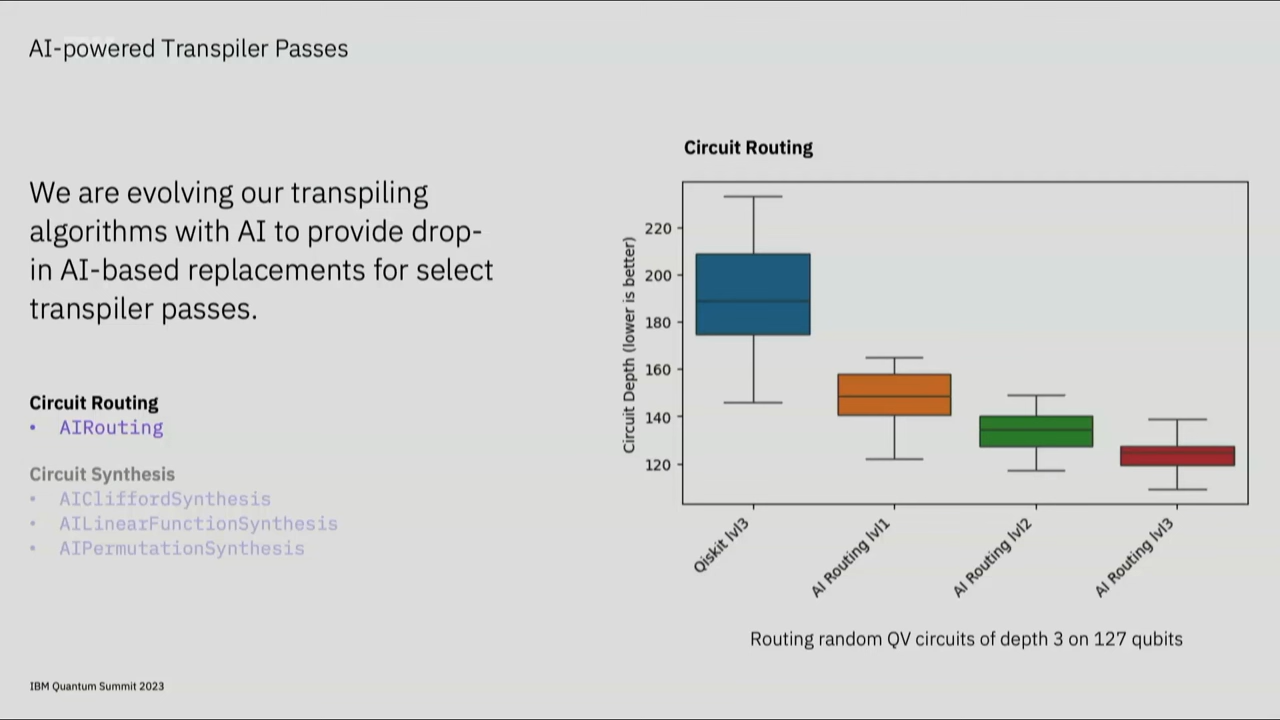 AI-powered Transpiler Passes
We are evolving our transpiling
algorithms with AI to provide drop-
in AI-based replacements for select
transpiler passes.
Circuit Routing
• AIRouting
Circuit Synthesis
• AICliffordSynthesis
• AILinearFunctionSynthesis
• AIPermutationSynthesis
IBM Quantum Summit 2023
Circuit Routing
Circuit Depth (lower is better)
220
200
180
160
140
120
Qiskit lvl3
AI Routing lvl1
AI Routing lvl2
AI Routing lvl3
Routing random QV circuits of depth 3 on 127 qubits